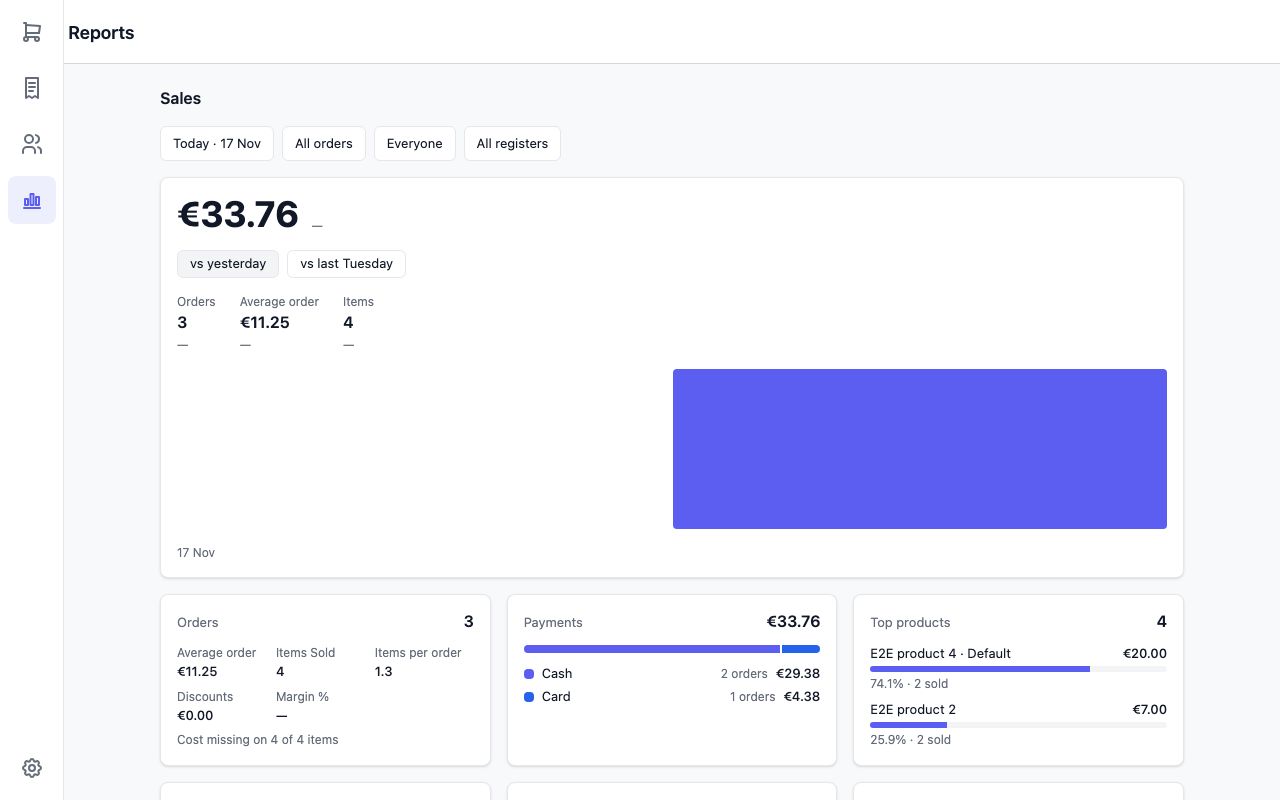 Reports
Sales
Today · 17 Nov All orders Everyone All registers
€33.76 —
vs yesterday vs last Tuesday
Orders Average order Items
3 €11.25 4
— — —
17 Nov
Orders 3
Average order Items Sold Items per order
€11.25 4 1.3
Discounts Margin %
€0.00 —
Cost missing on 4 of 4 items
Payments €33.76
Cash 2 orders €29.38
Card 1 orders €4.38
Top products 4
E2E product 4 · Default €20.00
74.1% · 2 sold
E2E product 2 €7.00
25.9% · 2 sold